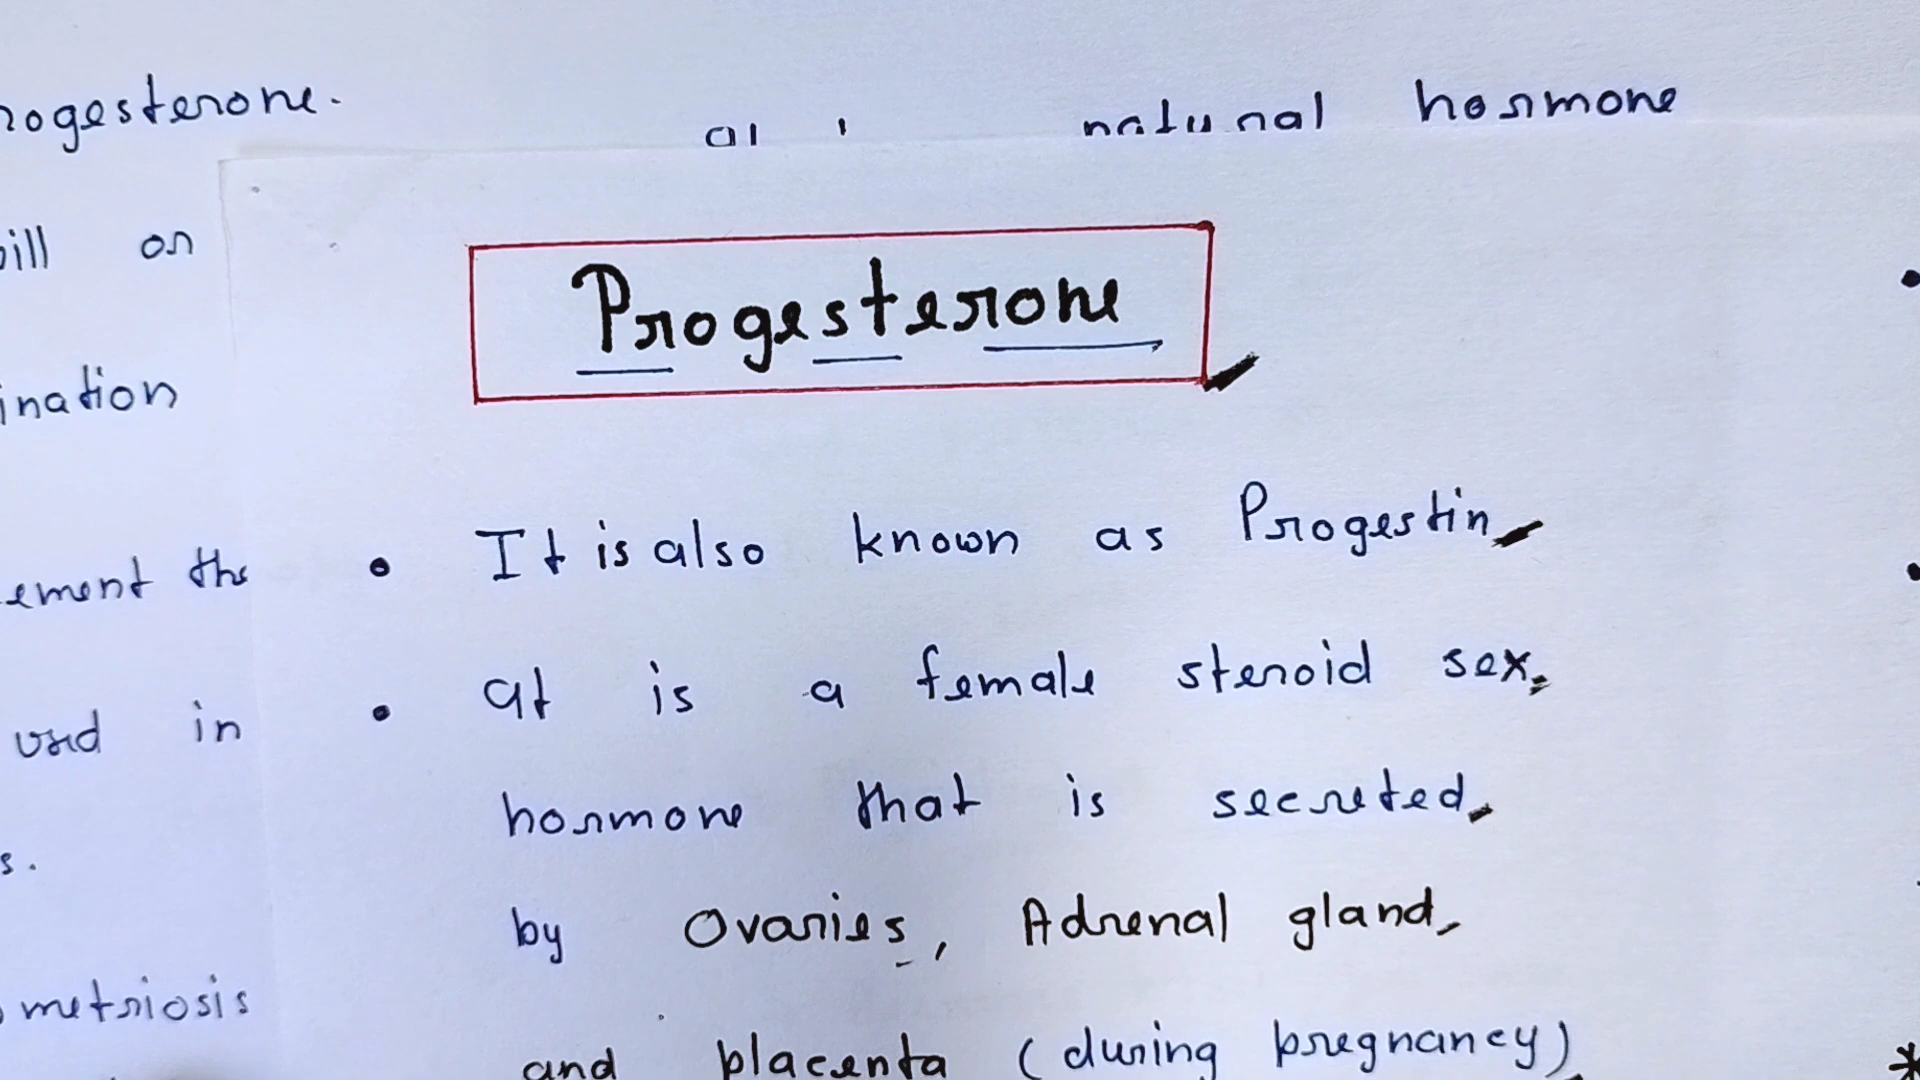 rogesterone.
natural hormone
Progesterone
on
ination
• It is also known as Progestin
ement the
• It is a female steroid sex
used in
hormone that is secreted
s.
by Ovaries, Adrenal gland,
metriosis
and placenta (during pregnancy)
*